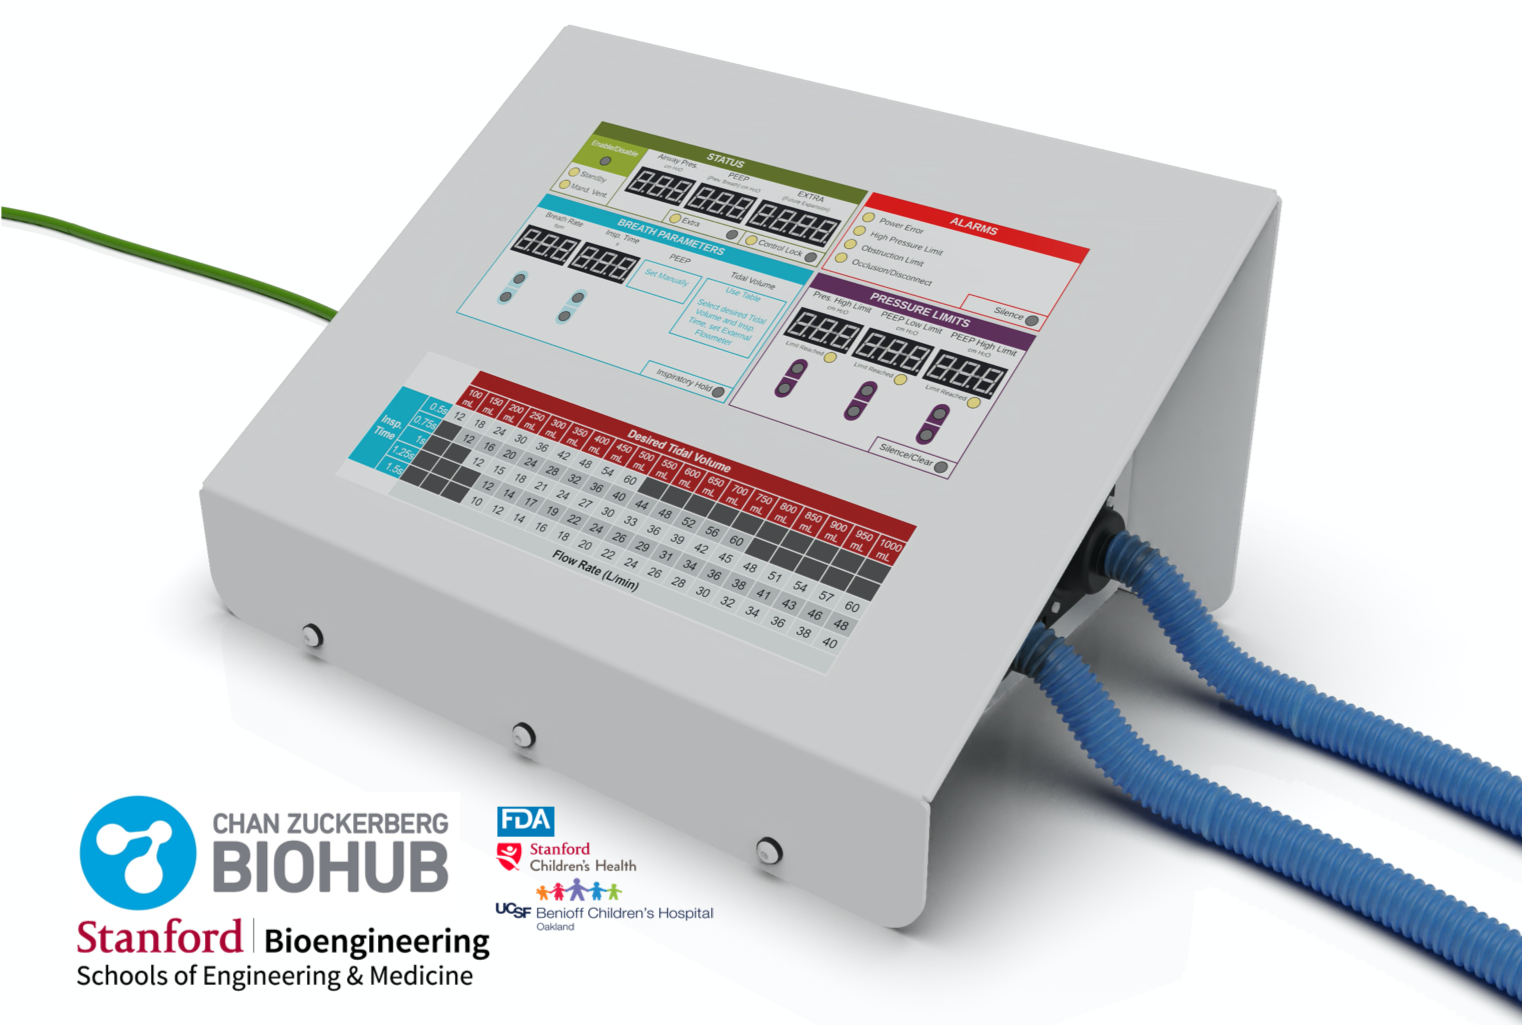 STATUS
Enable/Disable
Standby
Mand. Vent.
Airway Pres.
cm H₂O
PEEP
(Prev. Breath) cm H₂O
EXTRA
(Future Expansion)
Extra
Control Lock
ALARMS
Power Error
High Pressure Limit
Obstruction Limit
Occlusion/Disconnect
Silence
BREATH PARAMETERS
Breath Rate
bpm
Insp. Time
s
PEEP
Set Manually
Tidal Volume
Use Table
Select desired Tidal
Volume and Insp.
Time, set External
Flowmeter
Inspiratory Hold
PRESSURE LIMITS
Pres. High Limit
cm H₂O
PEEP Low Limit
cm H₂O
PEEP High Limit
cm H₂O
Limit Reached
Limit Reached
Limit Reached
Silence/Clear
Desired Tidal Volume
100 mL 150 mL 200 mL 250 mL 300 mL 350 mL 400 mL 450 mL 500 mL 550 mL 600 mL 650 mL 700 mL 750 mL 800 mL 850 mL 900 mL 950 mL 1000 mL
Insp.
Time
0.5s 12 18 24 30 36 42 48 54 60
0.75s 12 16 20 24 28 32 36 40 44 48 52 56 60
1s 12 15 18 21 24 27 30 33 36 39 42 45 48 51 54 57 60
1.25s 12 14 17 19 22 24 26 29 31 34 36 38 41 43 46 48
1.5s 10 12 14 16 18 20 22 24 26 28 30 32 34 36 38 40
Flow Rate (L/min)
CHAN ZUCKERBERG
BIOHUB
Stanford | Bioengineering
Schools of Engineering & Medicine
FDA
Stanford
Children's Health
UCSF Benioff Children's Hospital
Oakland